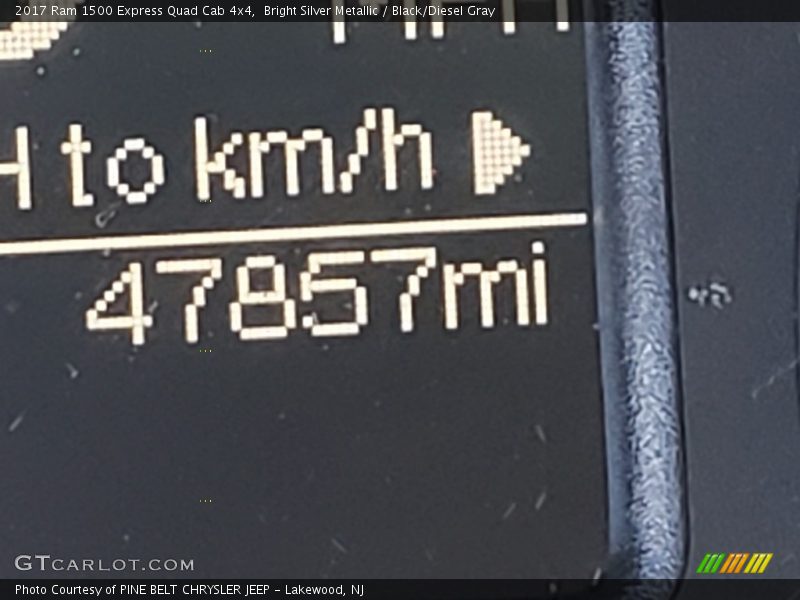 2017 Ram 1500 Express Quad Cab 4x4,  Bright Silver Metallic / Black/Diesel Gray
to km/h
47857mi
GTCARLOT.COM
Photo Courtesy of PINE BELT CHRYSLER JEEP - Lakewood, NJ